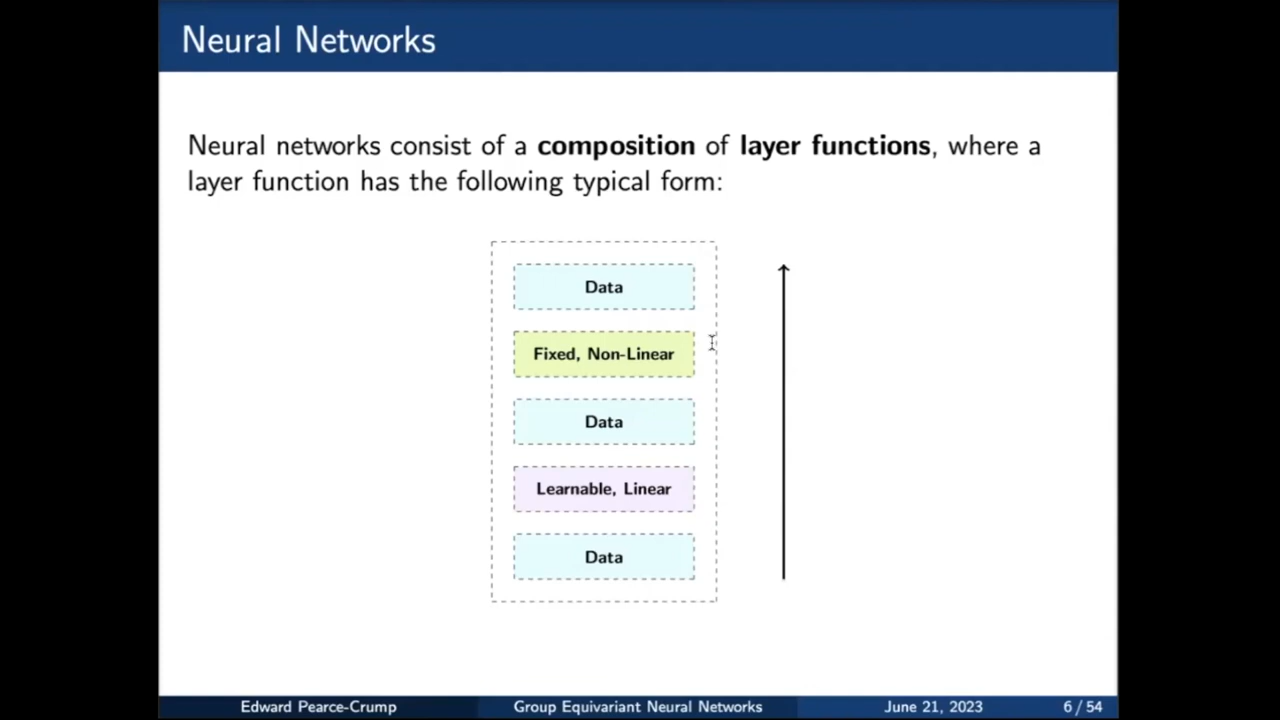 Neural Networks
Neural networks consist of a composition of layer functions, where a
layer function has the following typical form:
Data
Fixed, Non-Linear
Data
Learnable, Linear
Data
Edward Pearce-Crump Group Equivariant Neural Networks June 21, 2023 6 / 54